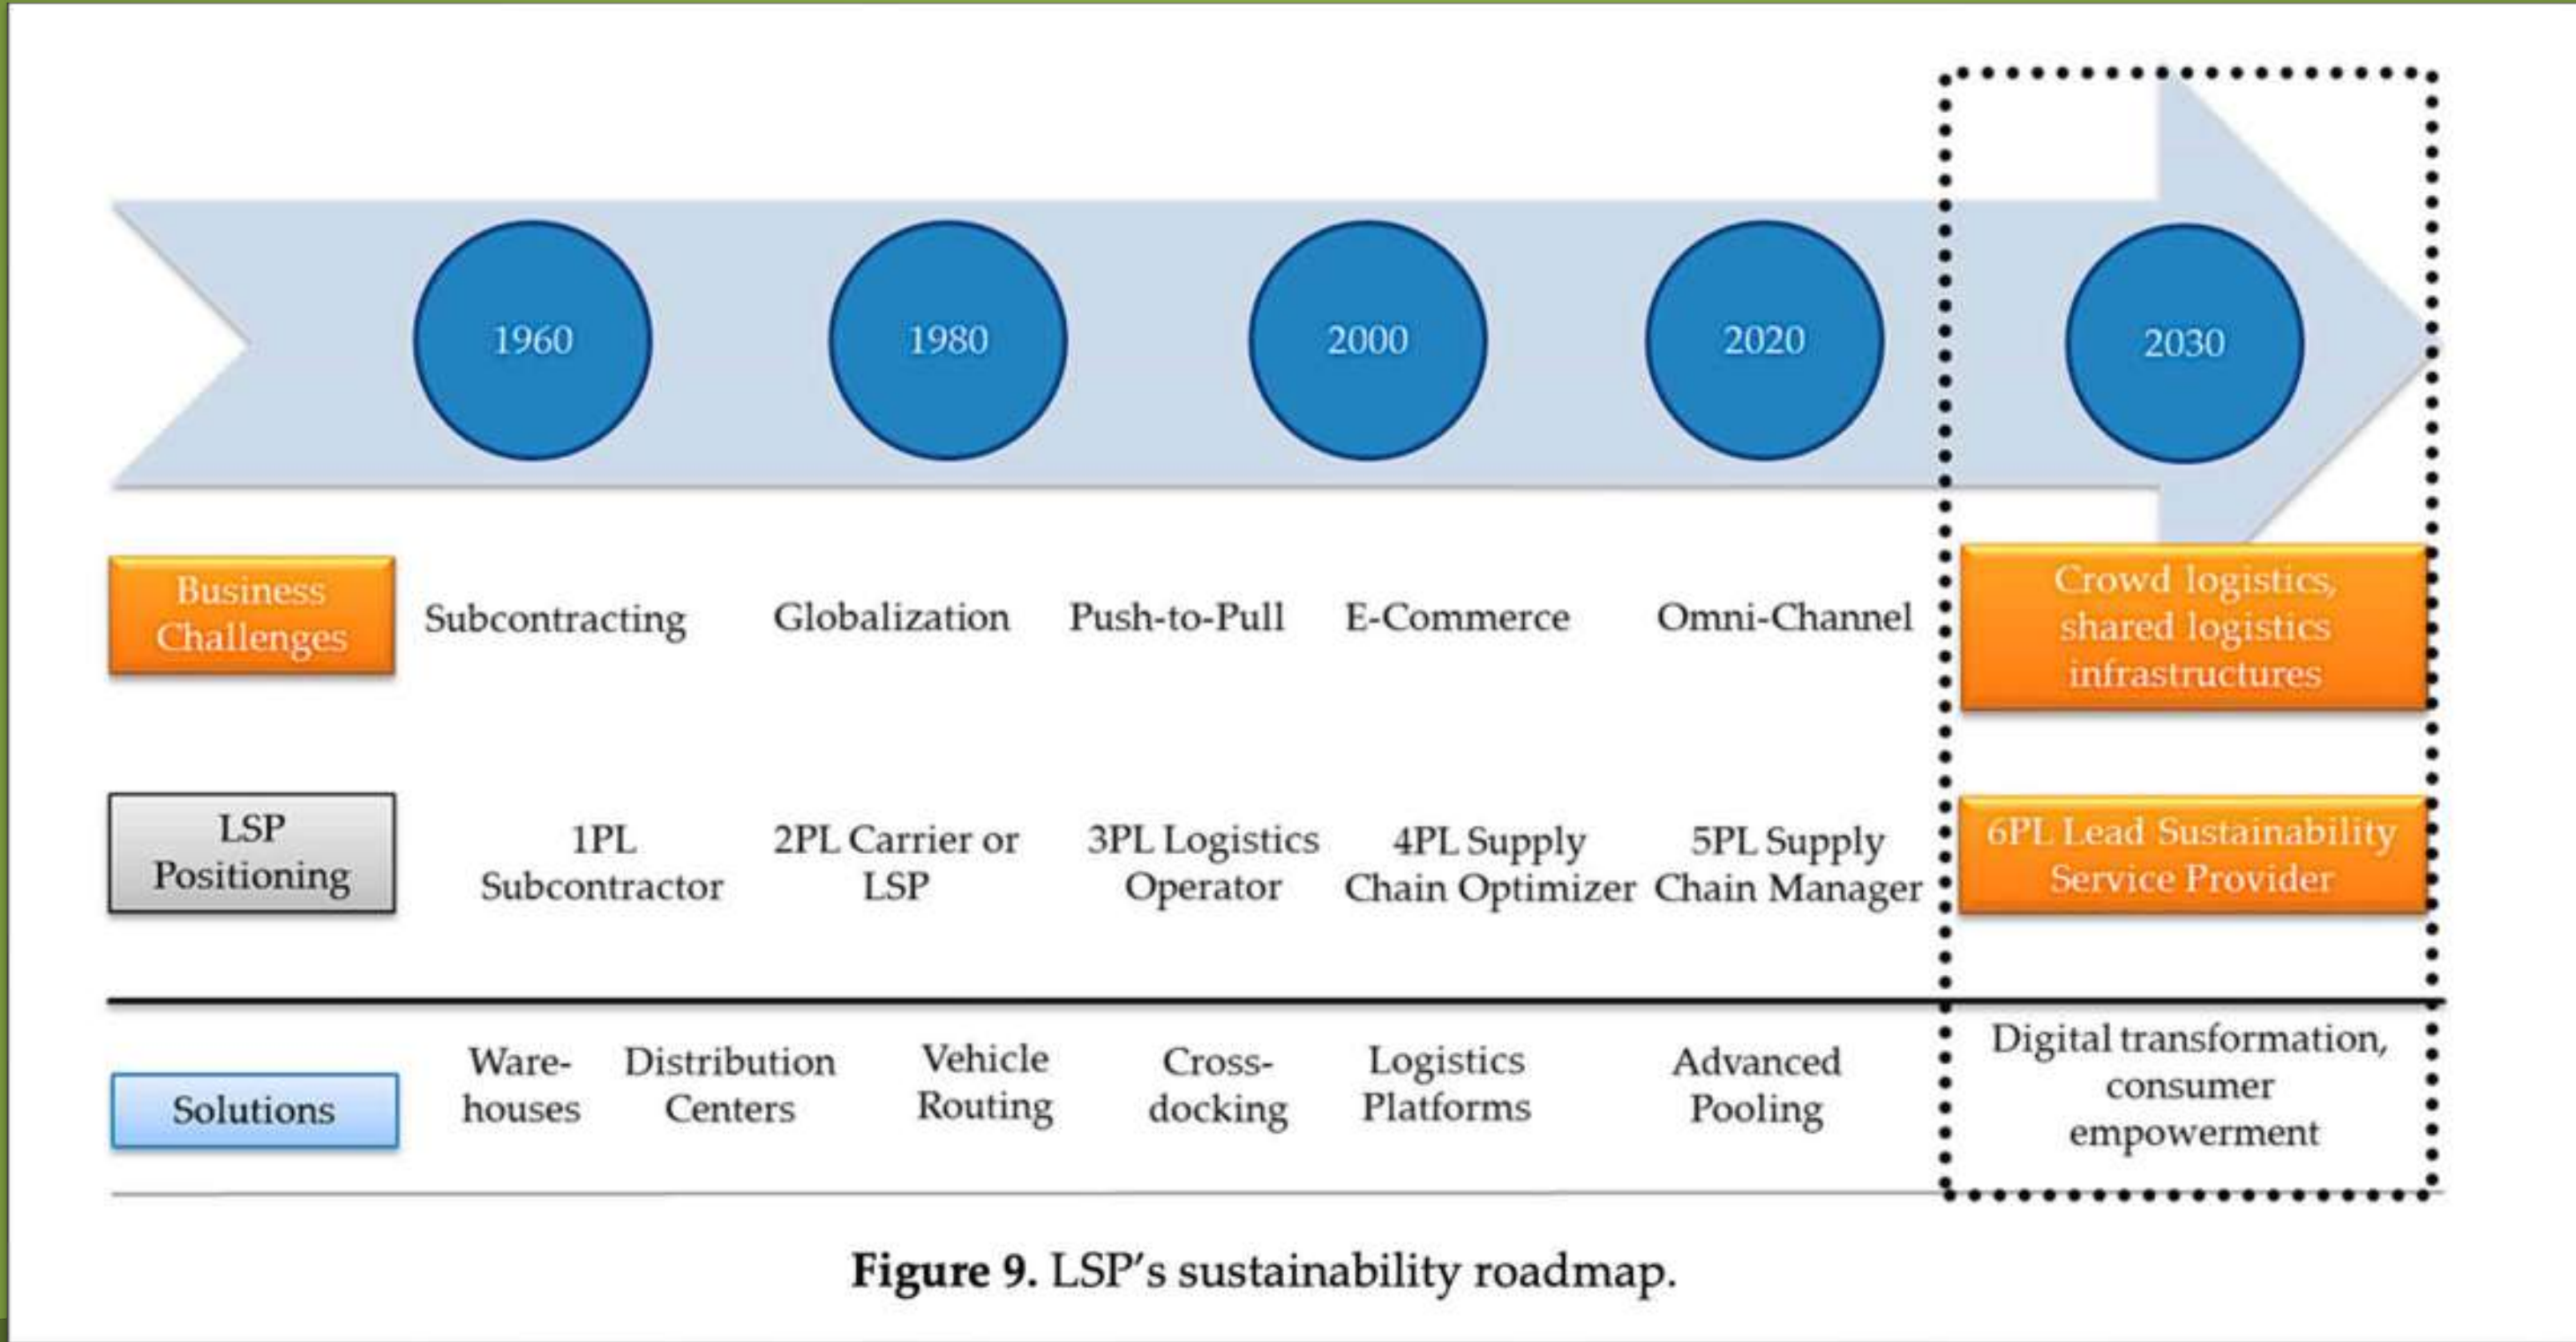 1960
1980
2000
2020
2030
Business
Challenges
Subcontracting
Globalization
Push-to-Pull
E-Commerce
Omni-Channel
Crowd logistics,
shared logistics
infrastructures
LSP
Positioning
1PL
Subcontractor
2PL Carrier or
LSP
3PL Logistics
Operator
4PL Supply
Chain Optimizer
5PL Supply
Chain Manager
6PL Lead Sustainability
Service Provider
Solutions
Ware-
houses
Distribution
Centers
Vehicle
Routing
Cross-
docking
Logistics
Platforms
Advanced
Pooling
Digital transformation,
consumer
empowerment
Figure 9. LSP's sustainability roadmap.